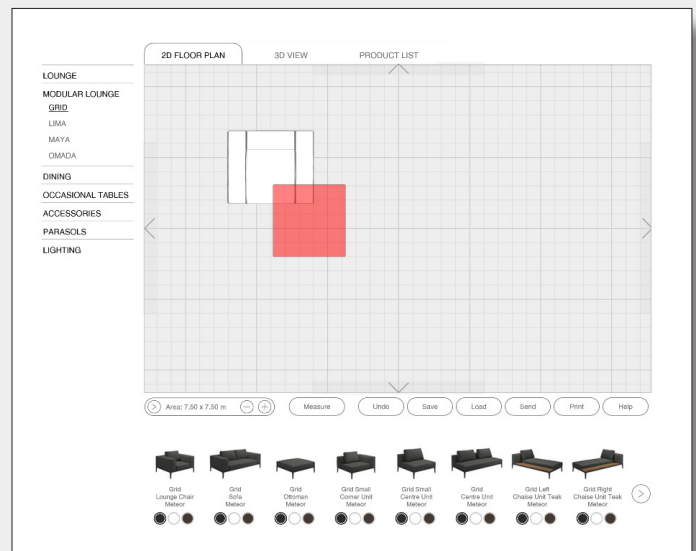 2D FLOOR PLAN
3D VIEW
PRODUCT LIST
LOUNGE
MODULAR LOUNGE
GRID
LIMA
MAYA
OMADA
DINING
OCCASIONAL TABLES
ACCESSORIES
PARASOLS
LIGHTING
Area: 7.50 x 7.50 m
Measure
Undo
Save
Load
Send
Print
Help
Grid
Lounge Chair
Meteor
Grid
Sofa
Meteor
Grid
Ottoman
Meteor
Grid Small
Corner Unit
Meteor
Grid Small
Centre Unit
Meteor
Grid
Centre Unit
Meteor
Grid Left
Chaise Unit Teak
Meteor
Grid Right
Chaise Unit Teak
Meteor